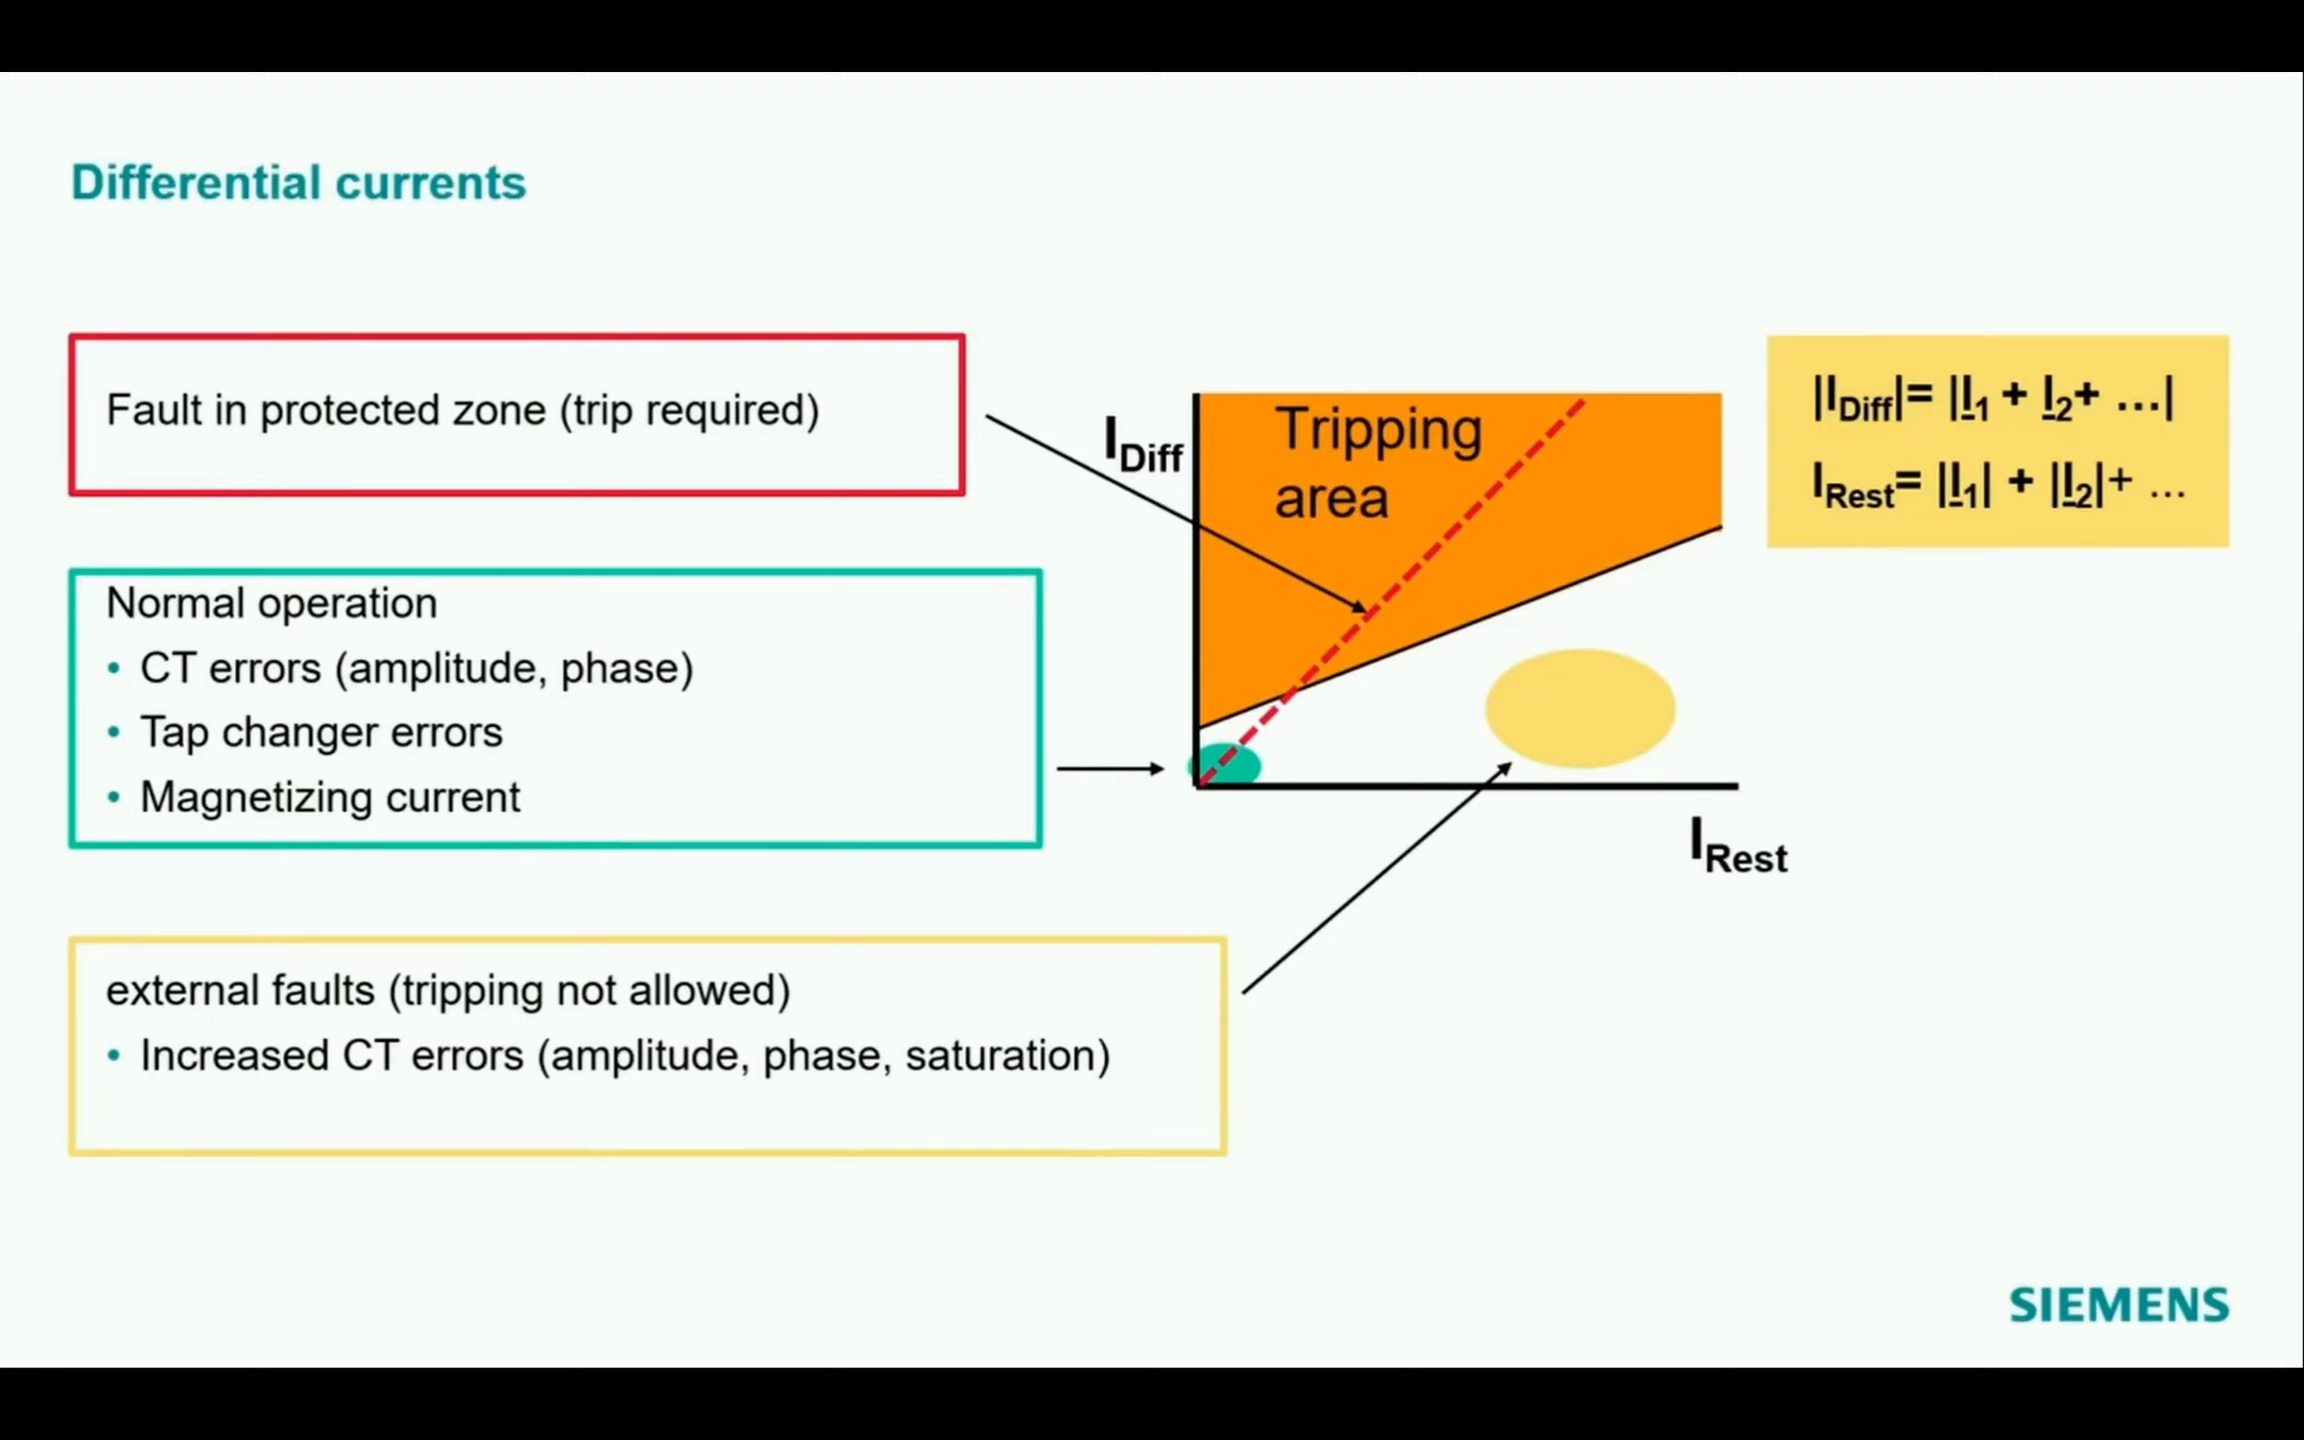 Differential currents
Fault in protected zone (trip required)
Normal operation
• CT errors (amplitude, phase)
• Tap changer errors
• Magnetizing current
external faults (tripping not allowed)
• Increased CT errors (amplitude, phase, saturation)
IDiff
Tripping
area
IRest
|IDiff|= |I1 + I2+ ...|
IRest= |I1| + |I2|+ ...
SIEMENS